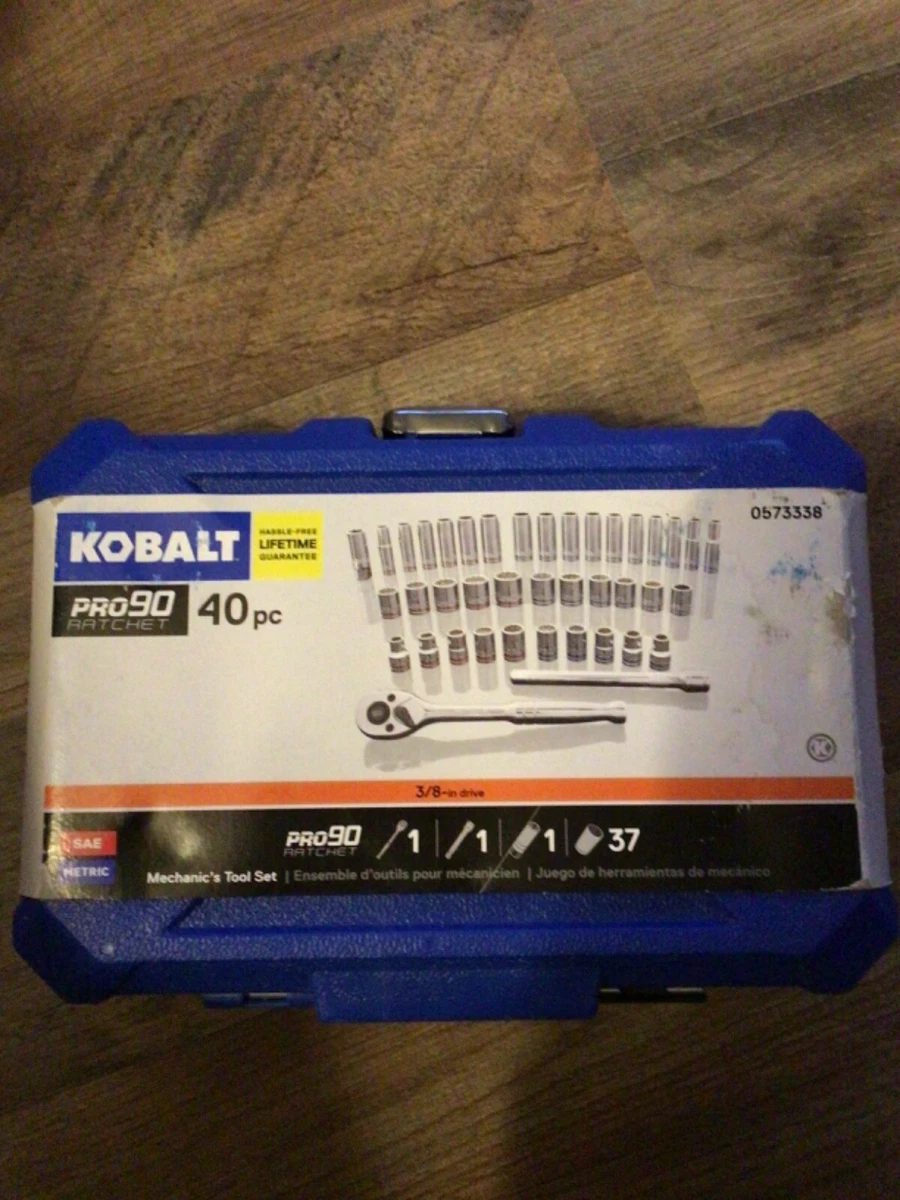 KOBALT
HASSLE-FREE
LIFETIME
GUARANTEE
0573338
PRO90
RATCHET
40 pc
3/8-in drive
SAE
METRIC
PRO90
RATCHET
1 | 1 | 1 | 37
Mechanic's Tool Set | Ensemble d'outils pour mécanicien | Juego de herramientas de mecánico
K